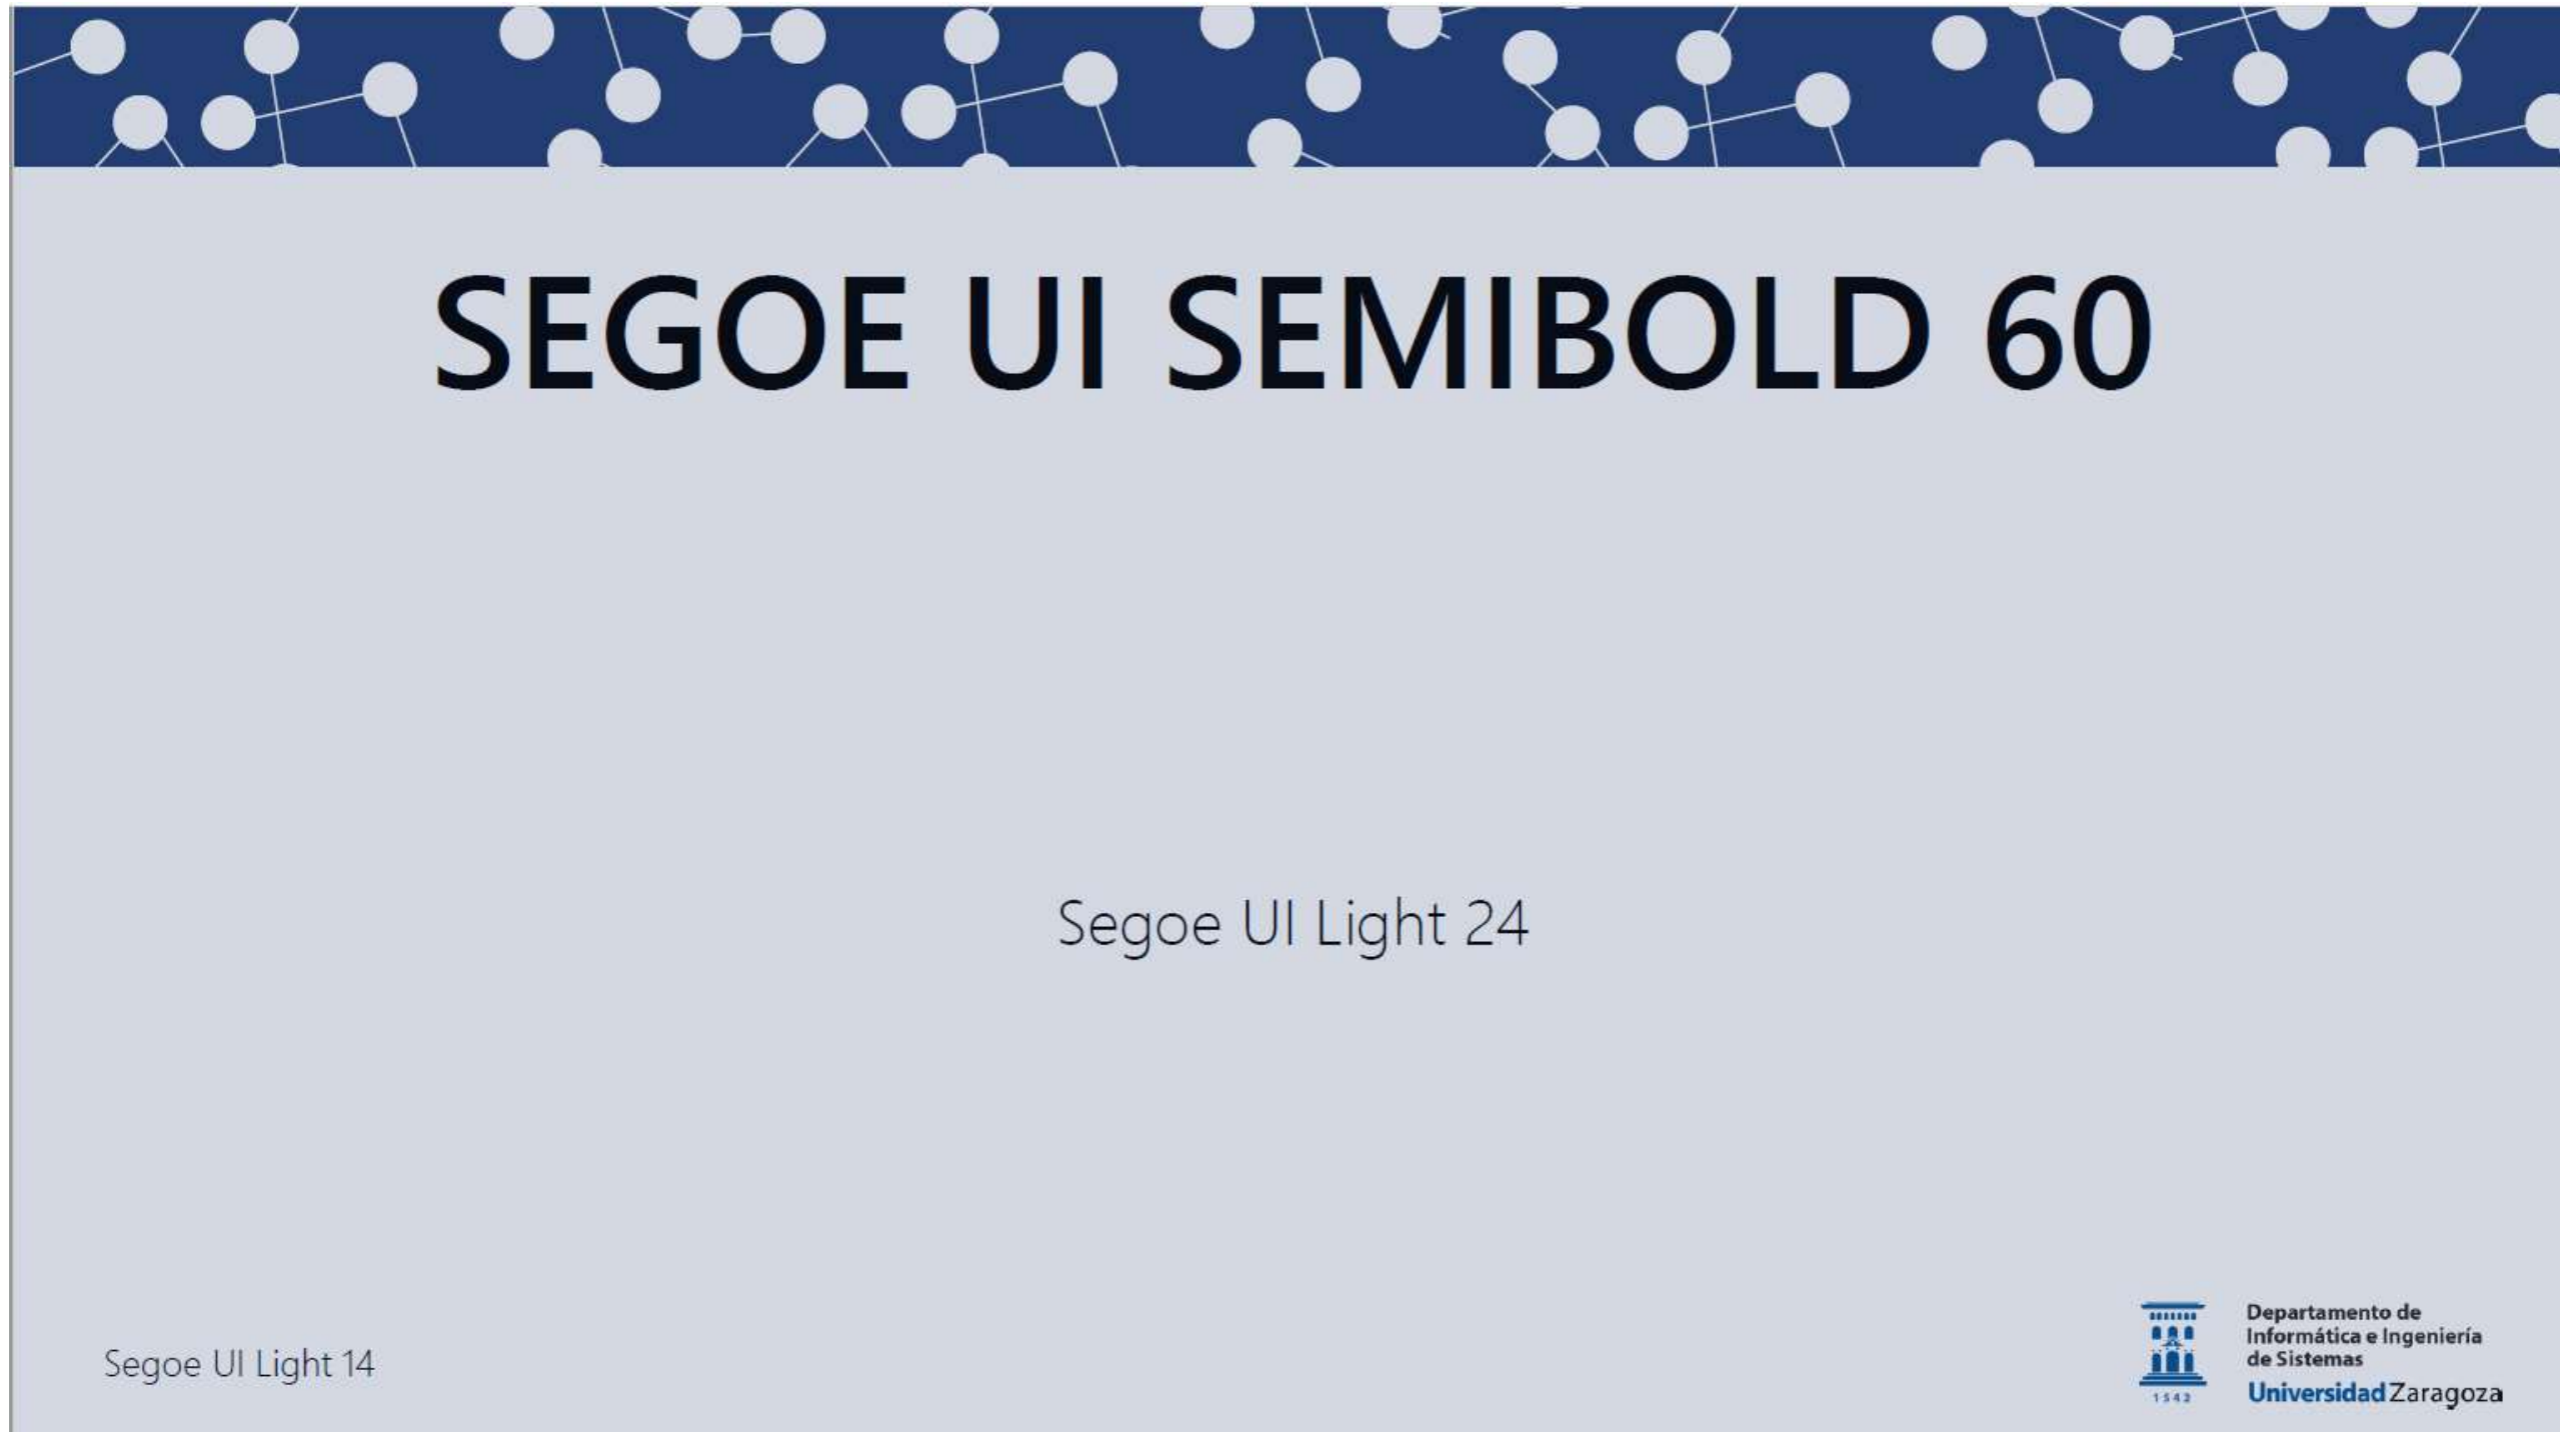 SEGOE UI SEMIBOLD 60
Segoe UI Light 24
Segoe UI Light 14
Departamento de
Informática e Ingeniería
de Sistemas
Universidad Zaragoza
1542